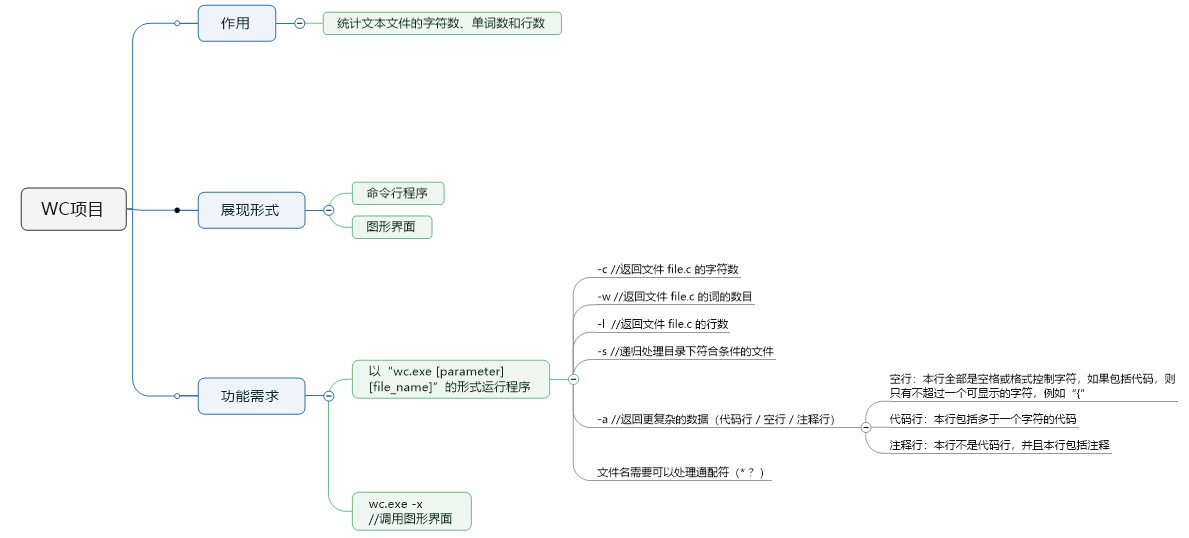 WC项目
作用
统计文本文件的字符数、单词数和行数
展现形式
命令行程序
图形界面
功能需求
以“wc.exe [parameter]
[file_name]”的形式运行程序
-c //返回文件 file.c 的字符数
-w //返回文件 file.c 的词的数目
-l  //返回文件 file.c 的行数
-s //递归处理目录下符合条件的文件
-a //返回更复杂的数据（代码行 / 空行 / 注释行）
空行：本行全部是空格或格式控制字符，如果包括代码，则
只有不超过一个可显示的字符，例如“{”
代码行：本行包括多于一个字符的代码
注释行：本行不是代码行，并且本行包括注释
文件名需要可以处理通配符（* ？）
wc.exe -x
//调用图形界面